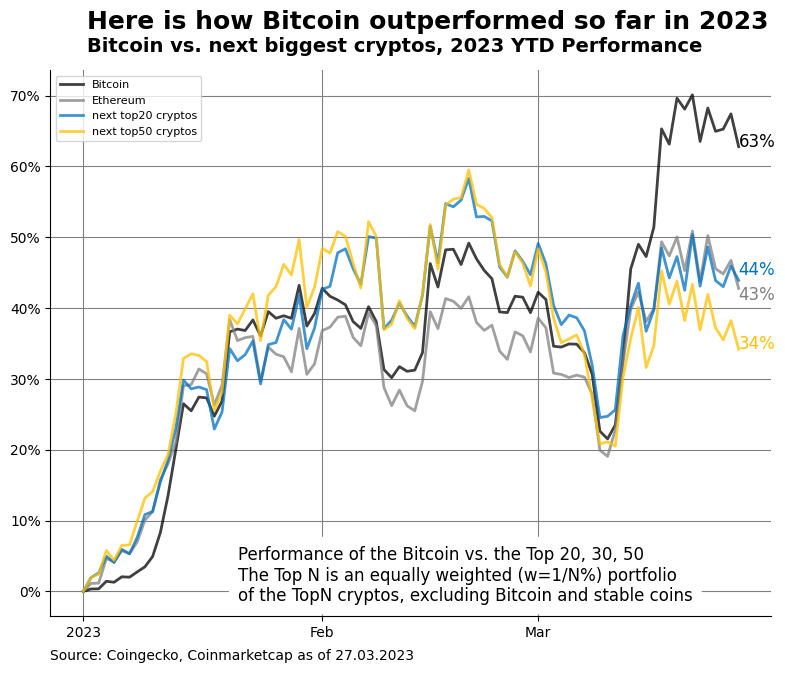 Here is how Bitcoin outperformed so far in 2023
Bitcoin vs. next biggest cryptos, 2023 YTD Performance
Bitcoin
Ethereum
next top20 cryptos
next top50 cryptos
70%
60%
50%
40%
30%
20%
10%
0%
63%
44%
43%
34%
Performance of the Bitcoin vs. the Top 20, 30, 50
The Top N is an equally weighted (w=1/N%) portfolio
of the TopN cryptos, excluding Bitcoin and stable coins
2023
Feb
Mar
Source: Coingecko, Coinmarketcap as of 27.03.2023